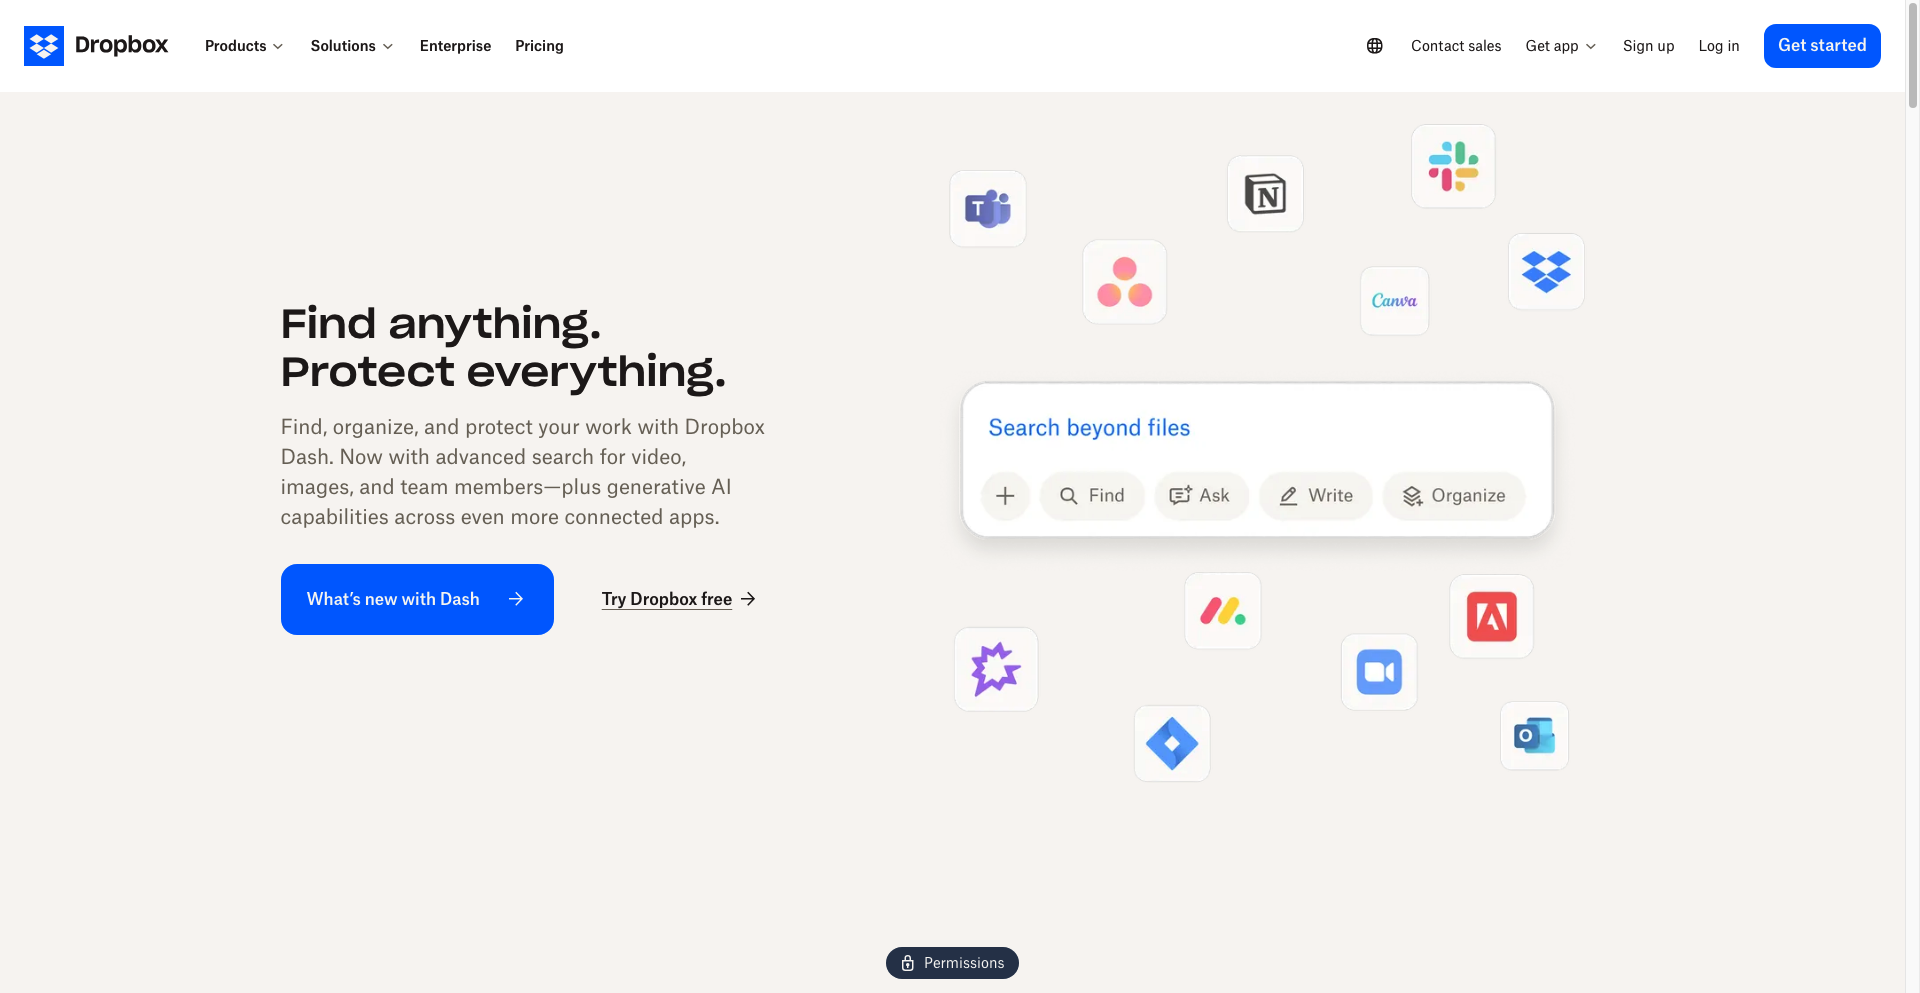 Dropbox
Products
Solutions
Enterprise
Pricing
Contact sales
Get app
Sign up
Log in
Get started
Find anything.
Protect everything.
Find, organize, and protect your work with Dropbox
Dash. Now with advanced search for video,
images, and team members—plus generative AI
capabilities across even more connected apps.
What’s new with Dash
Try Dropbox free
T
N
Canva
Search beyond files
Find
Ask
Write
Organize
O
Permissions